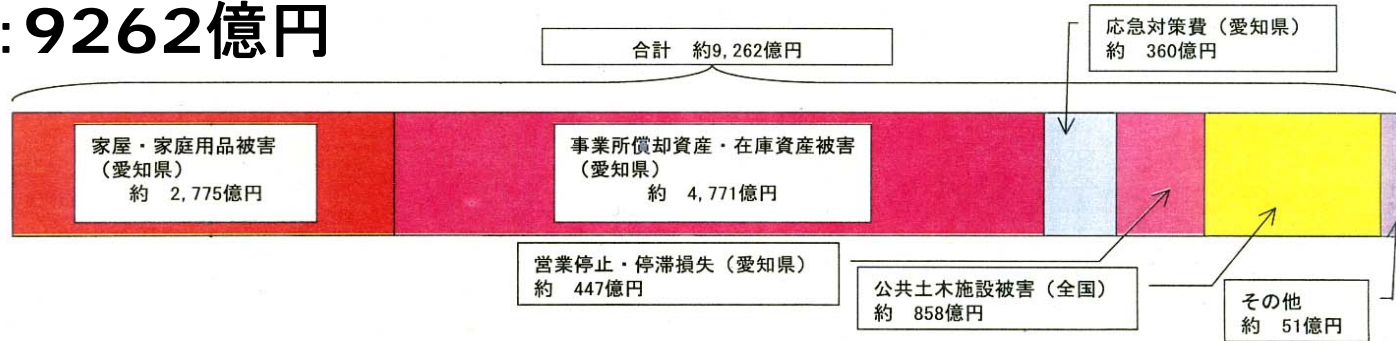 :9262億円
合計 約9,262億円
応急対策費（愛知県）
約 360億円
家屋・家庭用品被害
（愛知県）
約 2,775億円
事業所償却資産・在庫資産被害
（愛知県）
約 4,771億円
営業停止・停滞損失（愛知県）
約 447億円
公共土木施設被害（全国）
約 858億円
その他
約 51億円